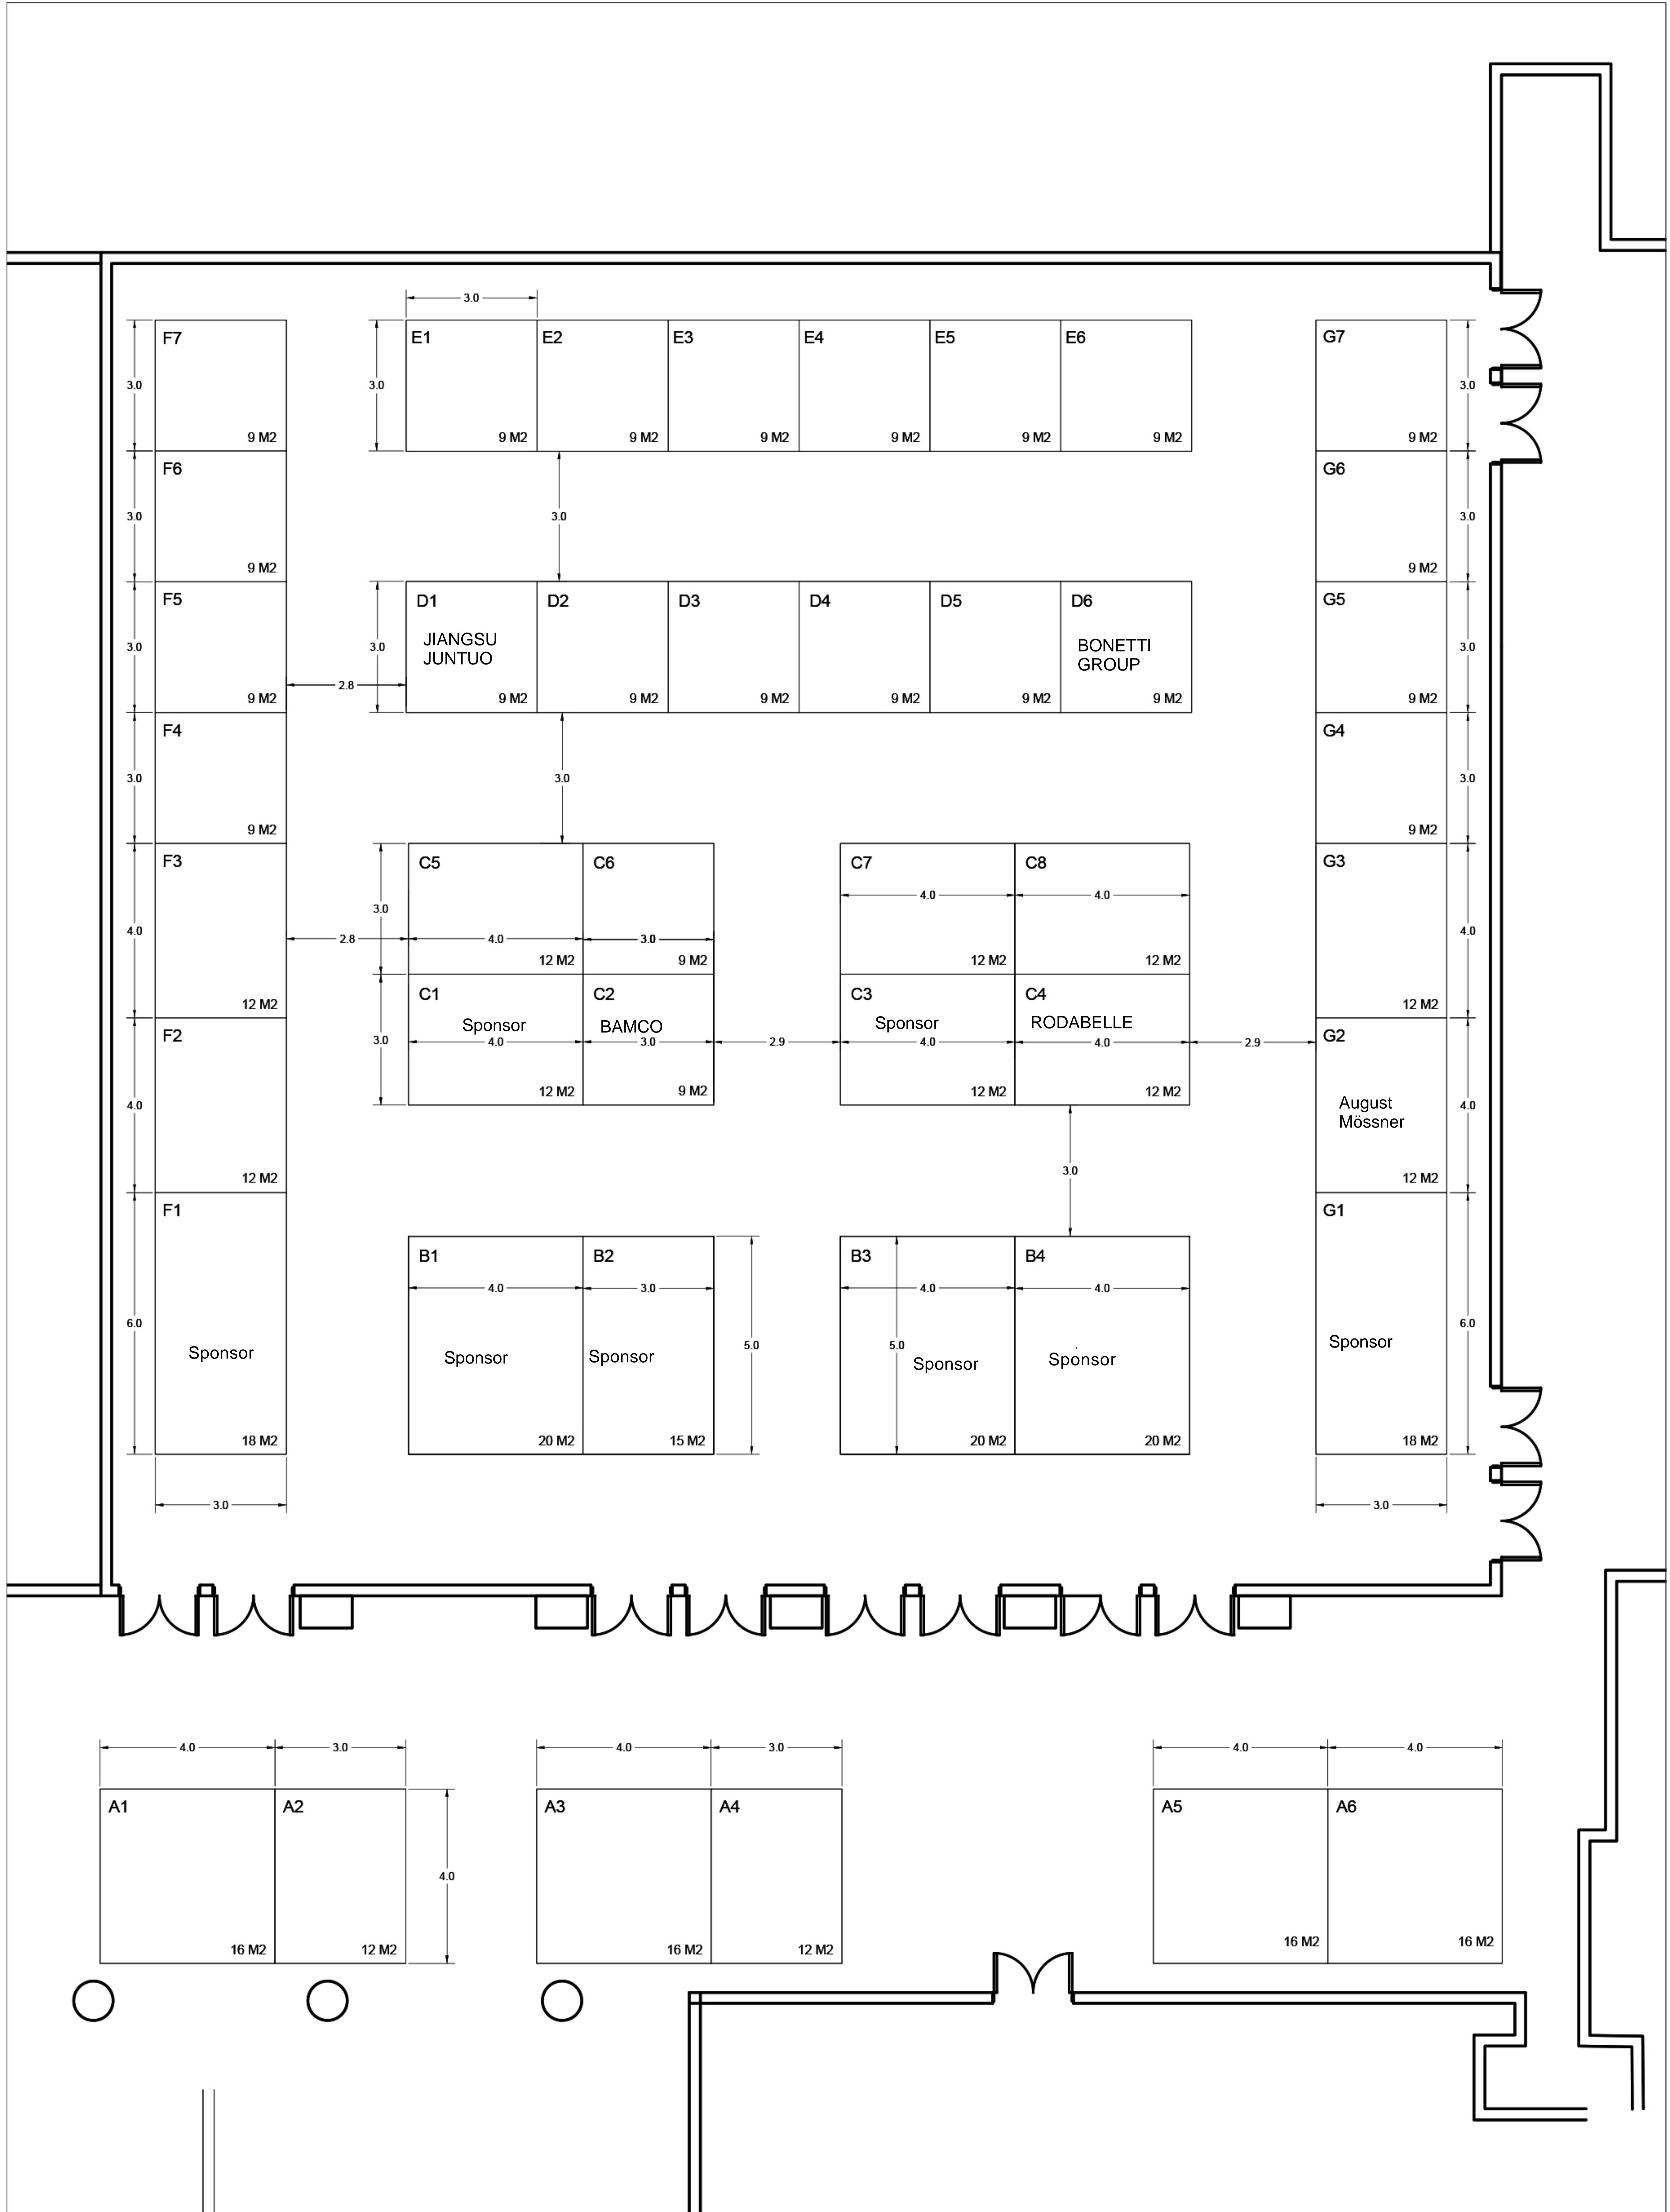 3.0
F7
E1
E2
E3
E4
E5
E6
G7
3.0
3.0
3.0
9 M2
9 M2
9 M2
9 M2
9 M2
9 M2
9 M2
9 M2
F6
G6
3.0
3.0
3.0
9 M2
9 M2
F5
D1
D2
D3
D4
D5
D6
G5
JIANGSU
JUNTUO
BONETTI
GROUP
3.0
3.0
3.0
2.8
9 M2
9 M2
9 M2
9 M2
9 M2
9 M2
9 M2
9 M2
F4
G4
3.0
3.0
3.0
9 M2
9 M2
F3
C5
C6
C7
C8
G3
4.0
4.0
3.0
4.0
2.8
4.0
3.0
4.0
12 M2
9 M2
12 M2
12 M2
C1
C2
C3
C4
12 M2
12 M2
Sponsor
BAMCO
Sponsor
RODABELLE
F2
G2
3.0
4.0
3.0
2.9
4.0
4.0
2.9
12 M2
9 M2
12 M2
12 M2
August
Mössner
4.0
4.0
3.0
12 M2
12 M2
F1
G1
B1
B2
B3
B4
4.0
3.0
4.0
4.0
6.0
6.0
5.0
5.0
Sponsor
Sponsor
Sponsor
Sponsor
Sponsor
Sponsor
18 M2
20 M2
15 M2
20 M2
20 M2
18 M2
3.0
3.0
4.0
3.0
4.0
3.0
4.0
4.0
A1
A2
A3
A4
A5
A6
4.0
16 M2
12 M2
16 M2
12 M2
16 M2
16 M2